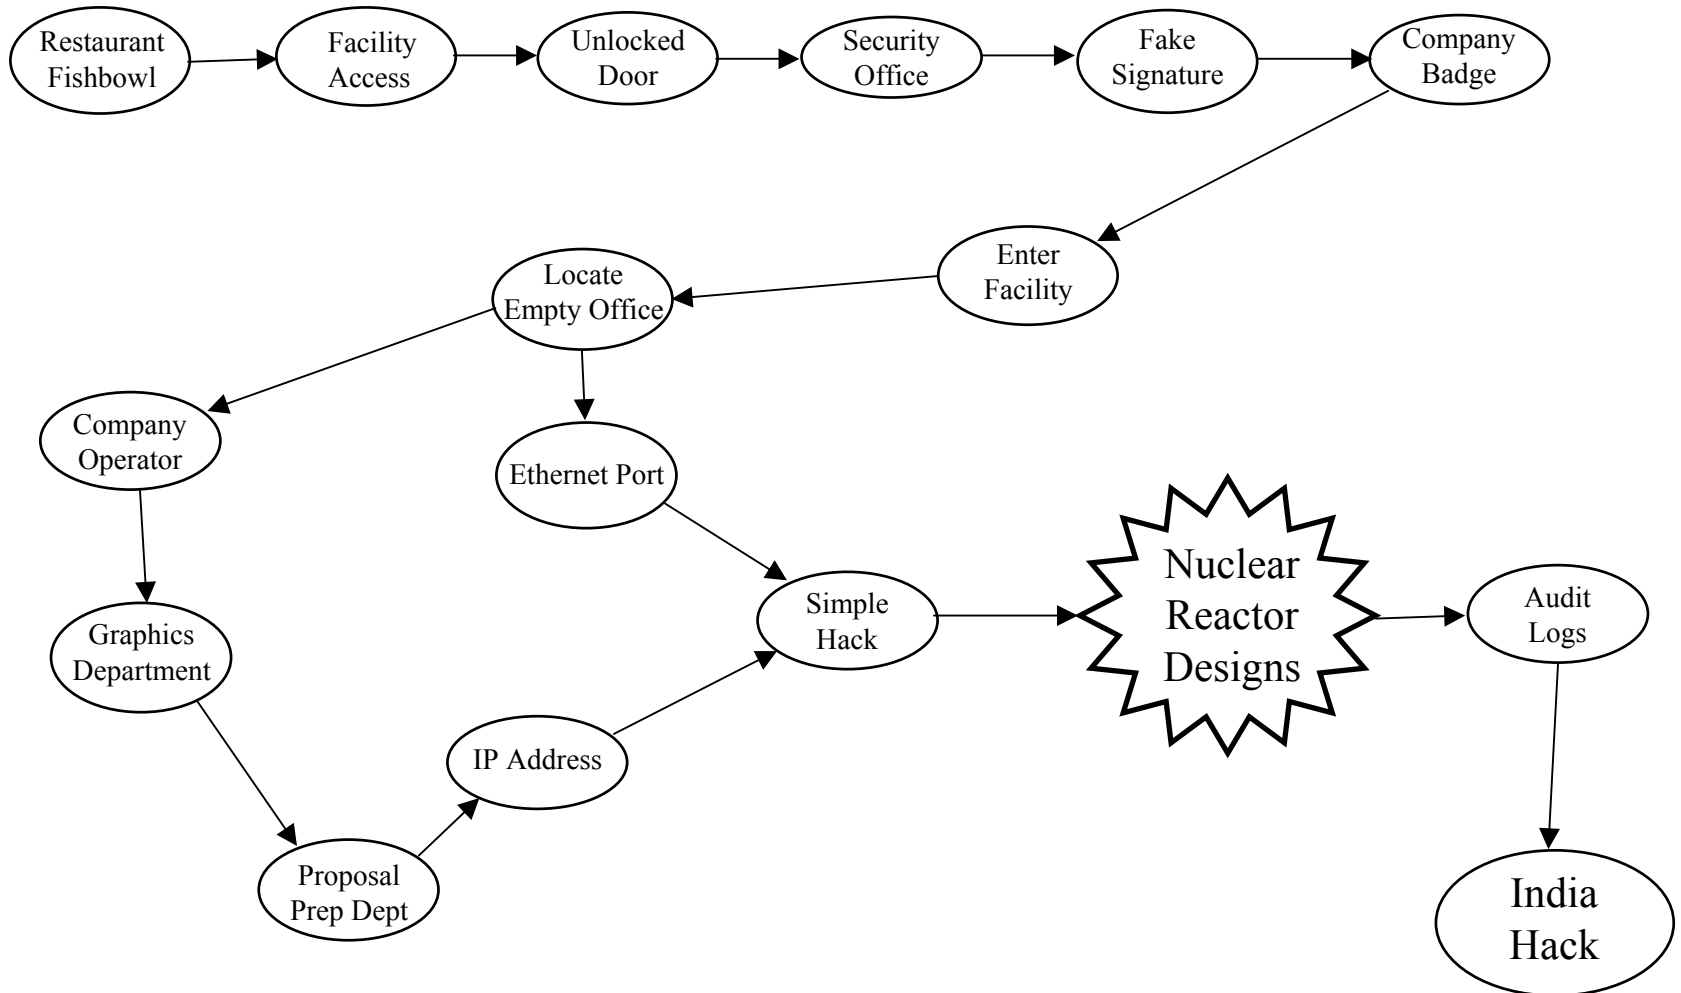 Restaurant
Fishbowl
Facility
Access
Unlocked
Door
Security
Office
Fake
Signature
Company
Badge
Enter
Facility
Locate
Empty Office
Company
Operator
Ethernet Port
Graphics
Department
Proposal
Prep Dept
IP Address
Simple
Hack
Nuclear
Reactor
Designs
Audit
Logs
India
Hack